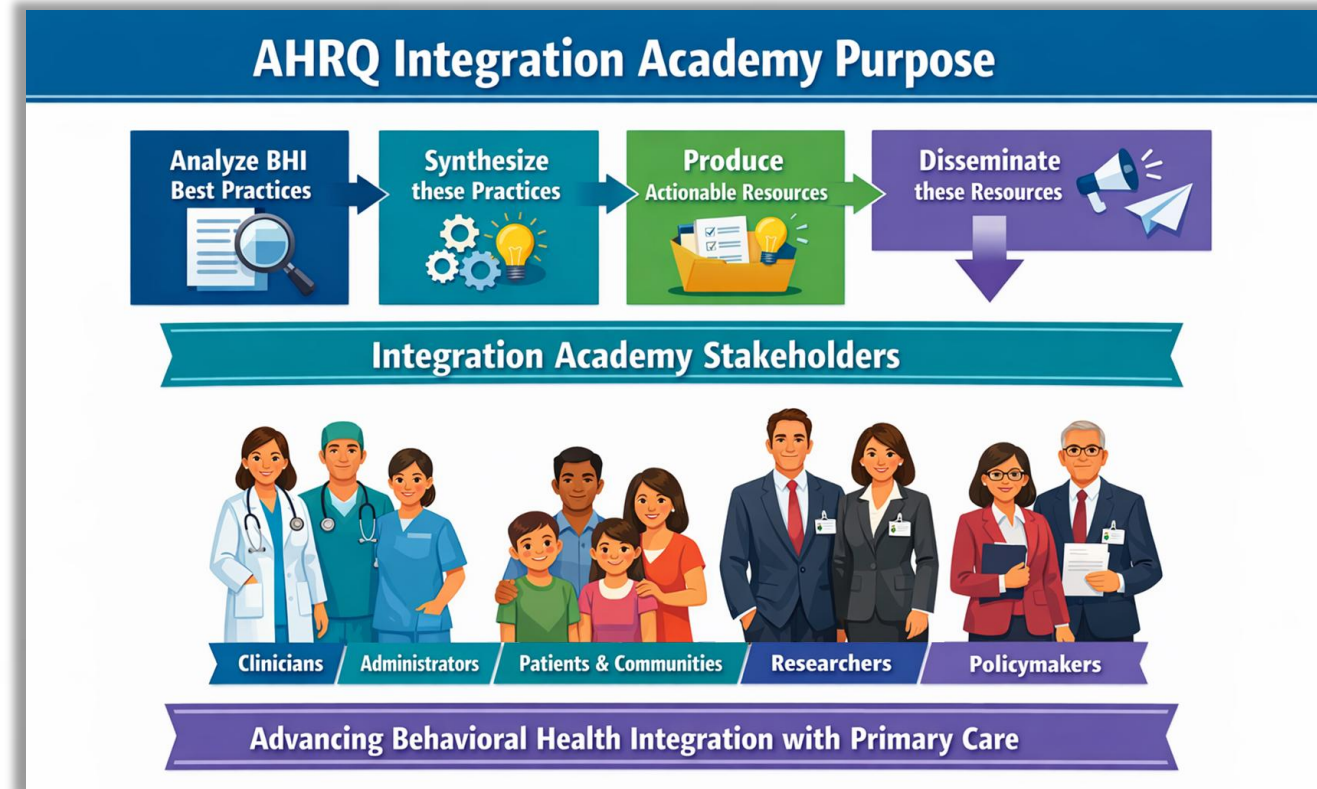 AHRQ Integration Academy Purpose
Analyze BHI
Best Practices
Synthesize
these Practices
Produce
Actionable Resources
Disseminate
these Resources
Integration Academy Stakeholders
Clinicians
Administrators
Patients & Communities
Researchers
Policymakers
Advancing Behavioral Health Integration with Primary Care